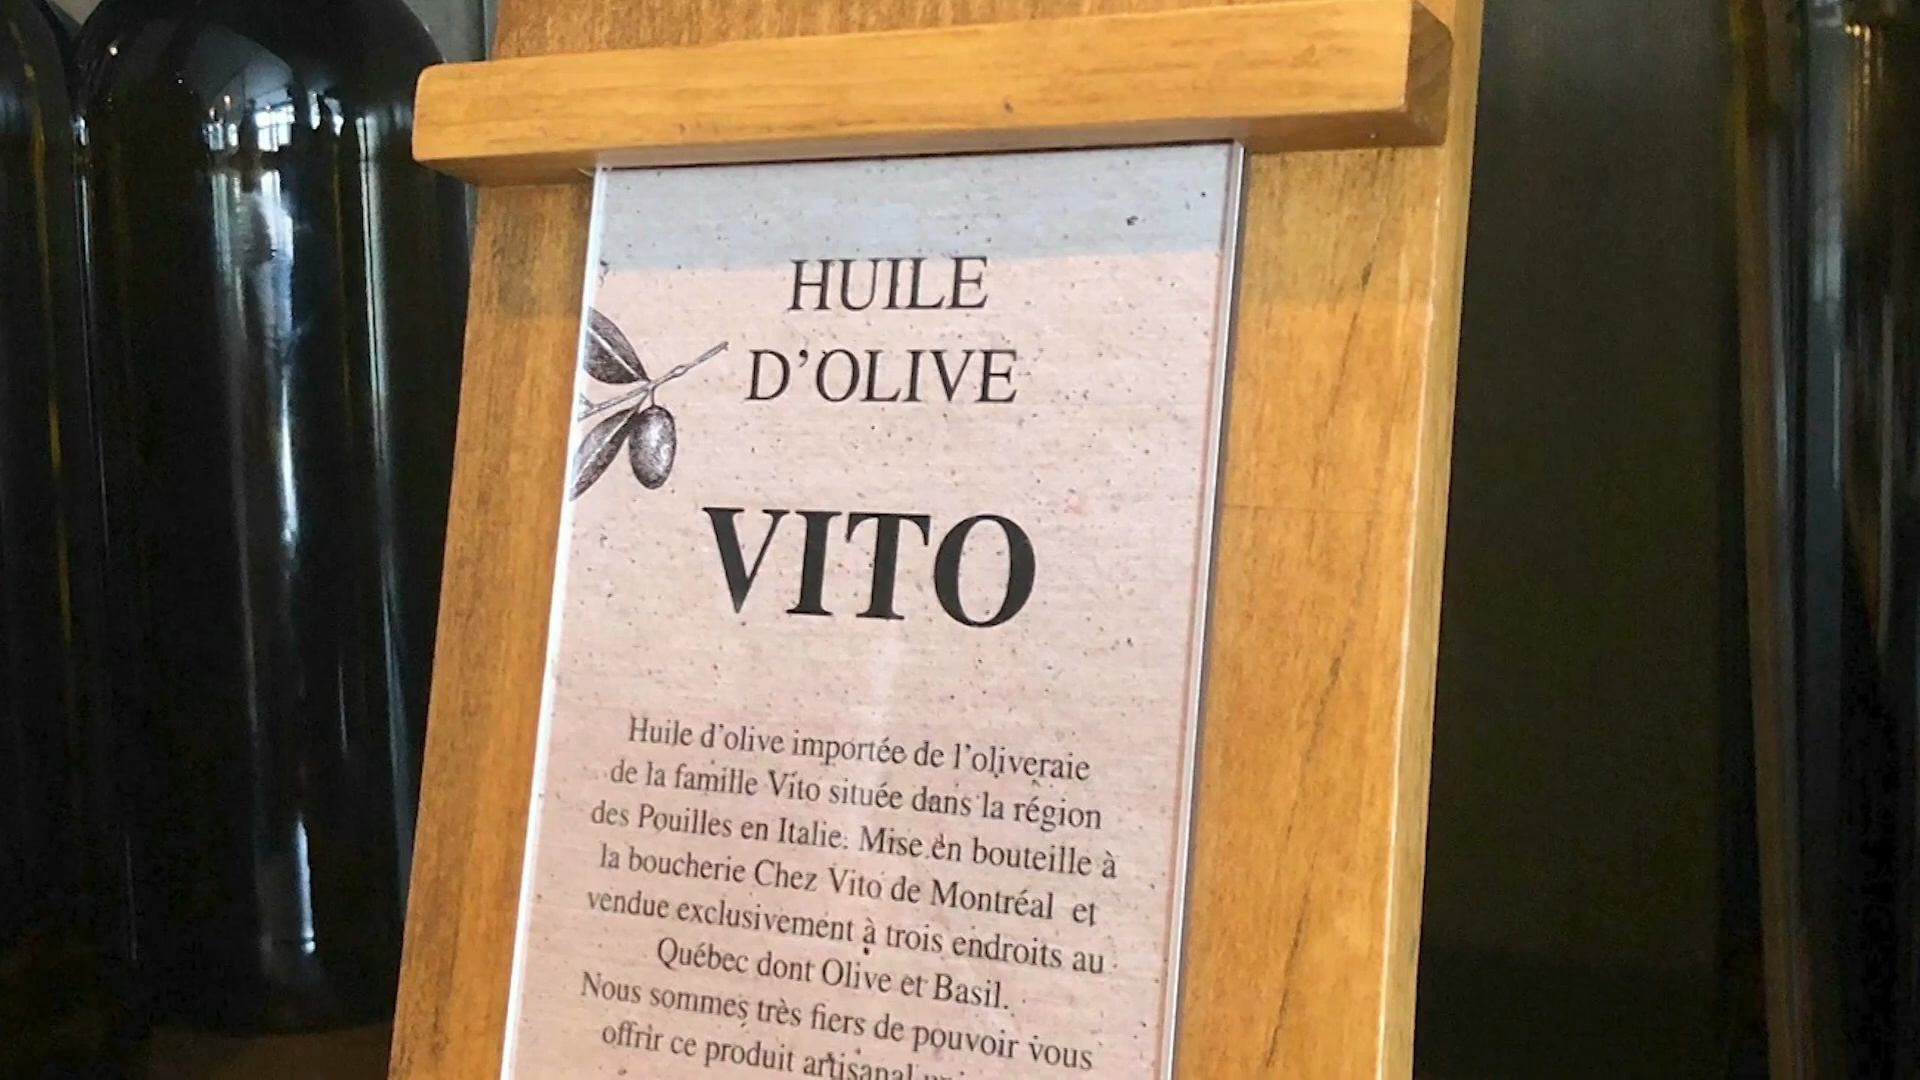 HUILE
D'OLIVE
VITO
Huile d'olive importée de l'oliveraie
de la famille Vito située dans la région
des Pouilles en Italie. Mise en bouteille à
la boucherie Chez Vito de Montréal et
vendue exclusivement à trois endroits au
Québec dont Olive et Basil.
Nous sommes très fiers de pouvoir vous
offrir ce produit artisanal